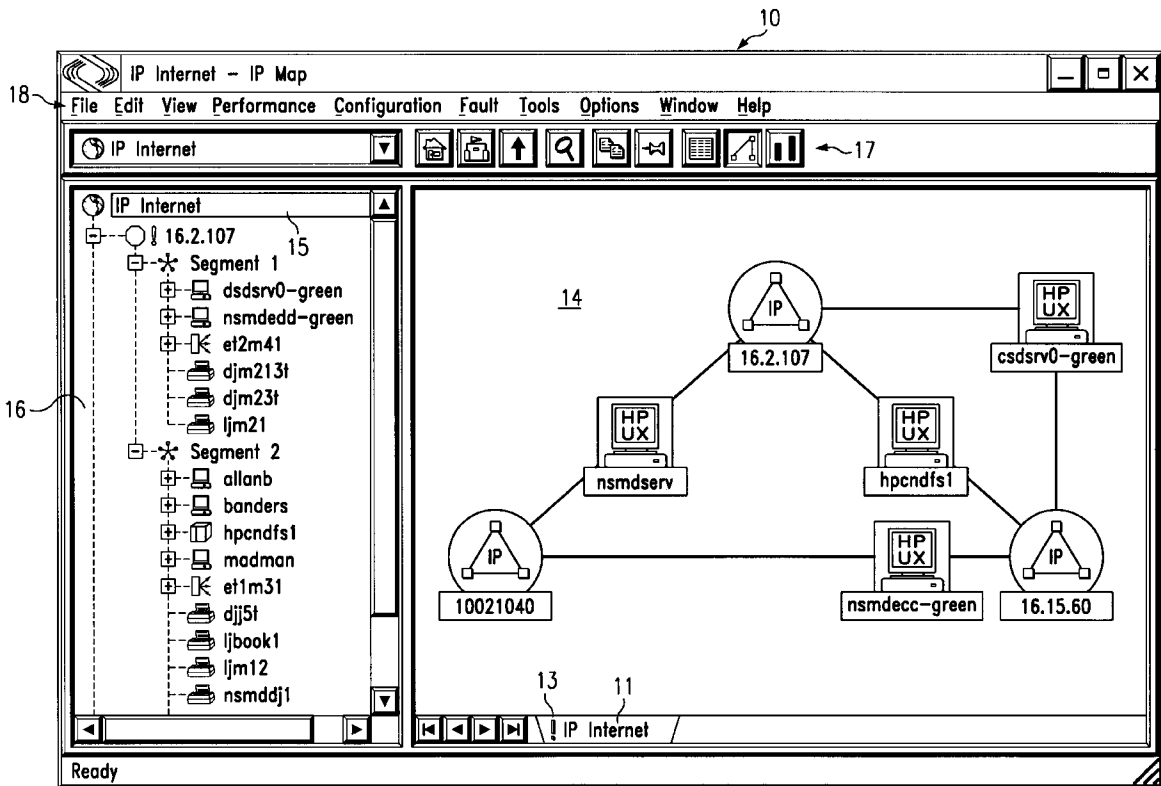 10
IP Internet - IP Map
18
File Edit View Performance Configuration Fault Tools Options Window Help
IP Internet
17
IP Internet
15
! 16.2.107
Segment 1
dsdsrv0-green
nsmdedd-green
et2m41
djm213t
djm23t
ljm21
16
Segment 2
allanb
banders
hpcndfs1
madman
et1m31
djj5t
ljbook1
ljm12
nsmddj1
14
IP
16.2.107
HP
UX
csdsrv0-green
HP
UX
nsmdserv
HP
UX
hpcndfs1
IP
10021040
HP
UX
nsmdecc-green
IP
16.15.60
13
11
! IP Internet
Ready